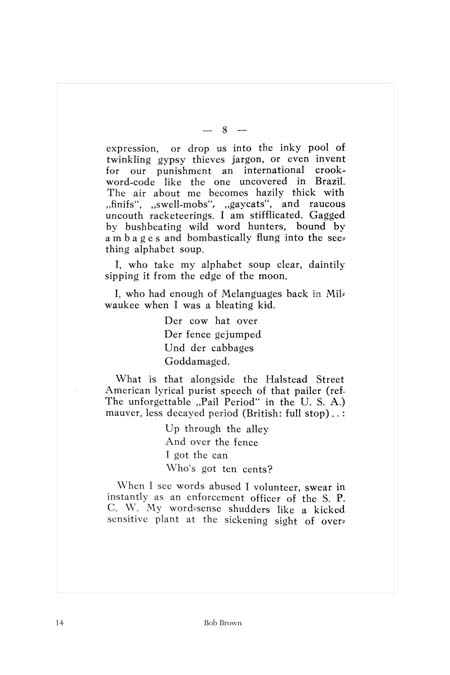 — 8 —
expression, or drop us into the inky pool of
twinkling gypsy thieves jargon, or even invent
for our punishment an international crook-
word-code like the one uncovered in Brazil.
The air about me becomes hazily thick with
„finifs", „swell-mobs", „gaycats", and raucous
uncouth racketeerings. I am stifflicated. Gagged
by bushbeating wild word hunters, bound by
ambages and bombastically flung into the see-
thing alphabet soup.
I, who take my alphabet soup clear, daintily
sipping it from the edge of the moon.
I, who had enough of Melanguages back in Mil-
waukee when I was a bleating kid.
Der cow hat over
Der fence gejumped
Und der cabbages
Goddamaged.
What is that alongside the Halstead Street
American lyrical purist speech of that pailer (ref-
The unforgettable „Pail Period" in the U. S. A.)
mauver, less decayed period (British: full stop)..:
Up through the alley
And over the fence
I got the can
Who's got ten cents?
When I see words abused I volunteer, swear in
instantly as an enforcement officer of the S. P.
C. W. My word-sense shudders like a kicked
sensitive plant at the sickening sight of over-
14 Bob Brown